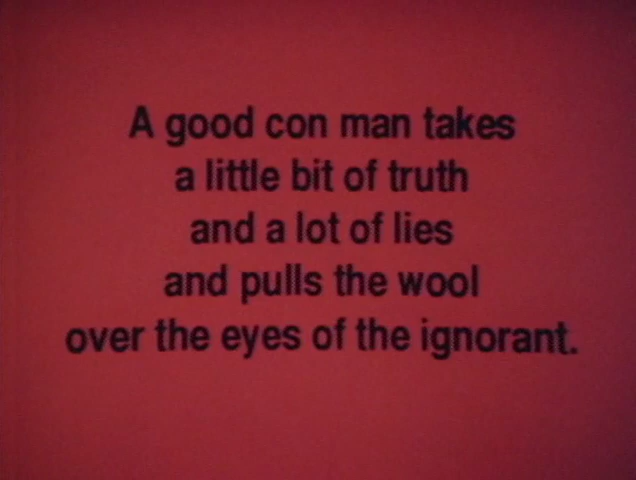 A good con man takes
a little bit of truth
and a lot of lies
and pulls the wool
over the eyes of the ignorant.